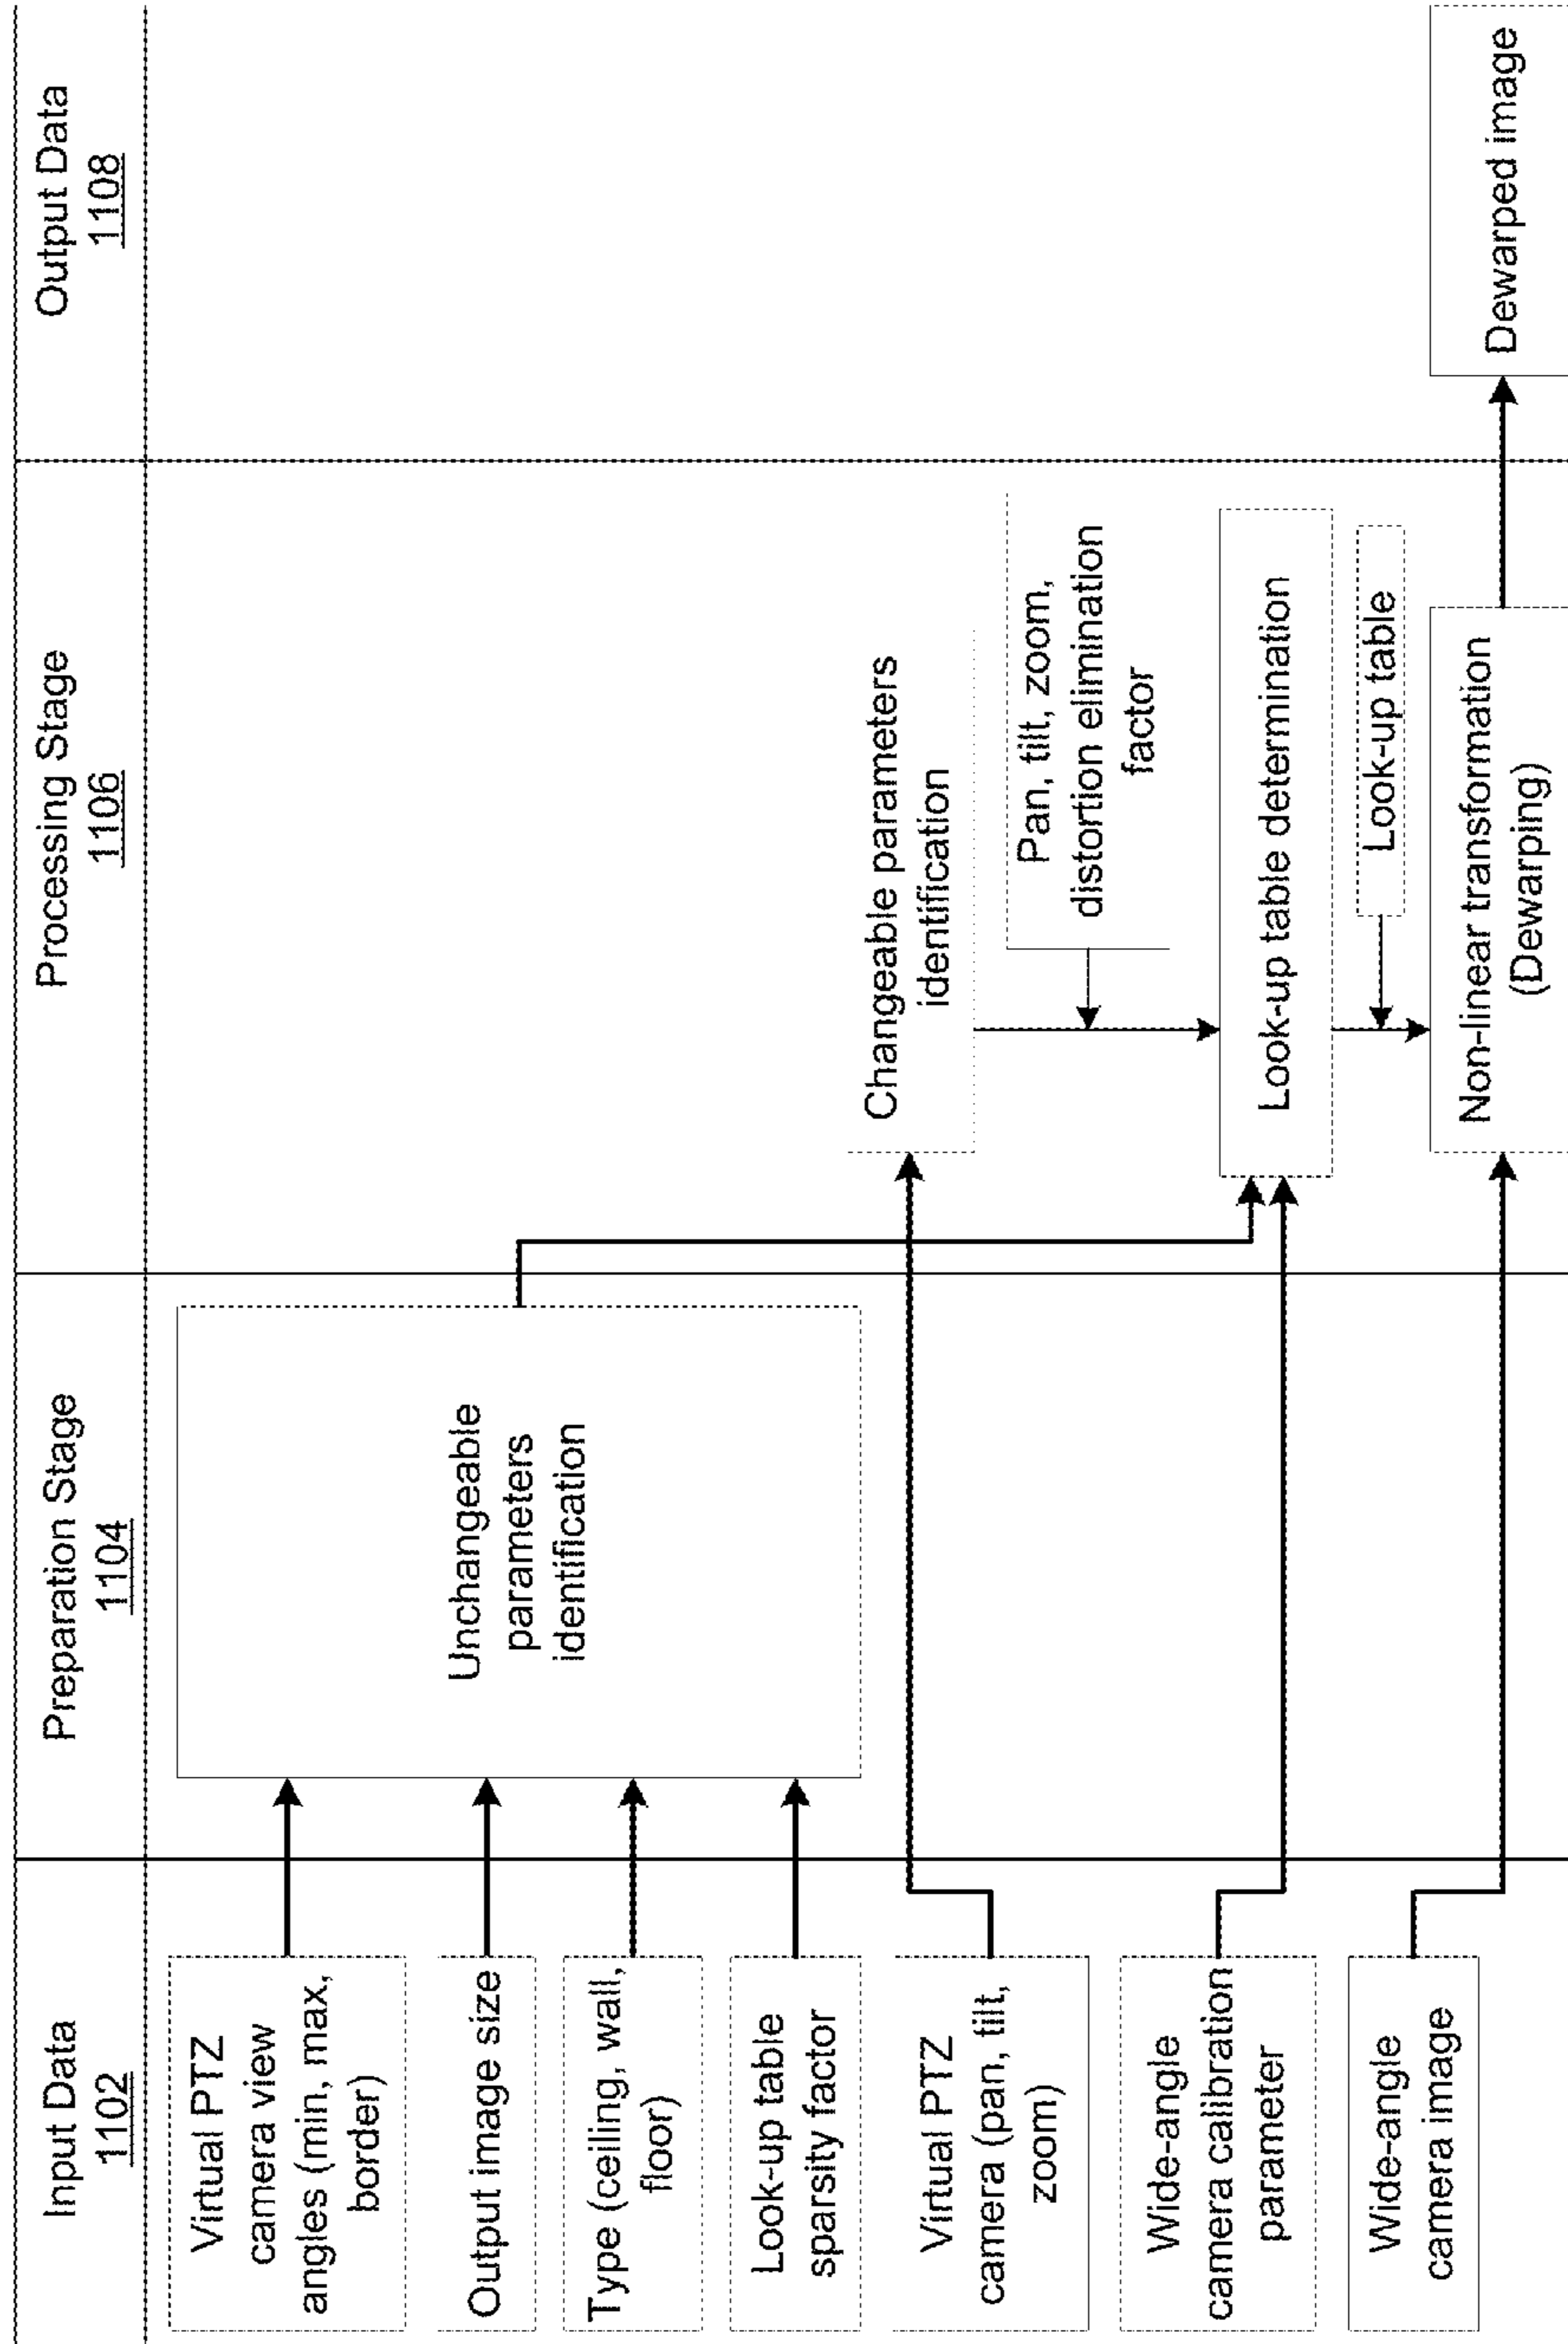 Input Data
1102
Preparation Stage
1104
Processing Stage
1106
Output Data
1108
Virtual PTZ
camera view
angles (min, max,
border)
Output image size
Type (ceiling, wall,
floor)
Look-up table
sparsity factor
Virtual PTZ
camera (pan, tilt,
zoom)
Wide-angle
camera calibration
parameter
Wide-angle
camera image
Unchangeable
parameters
identification
Changeable parameters
identification
Pan, tilt, zoom,
distortion elimination
factor
Look-up table determination
Look-up table
Non-linear transformation
(Dewarping)
Dewarped image